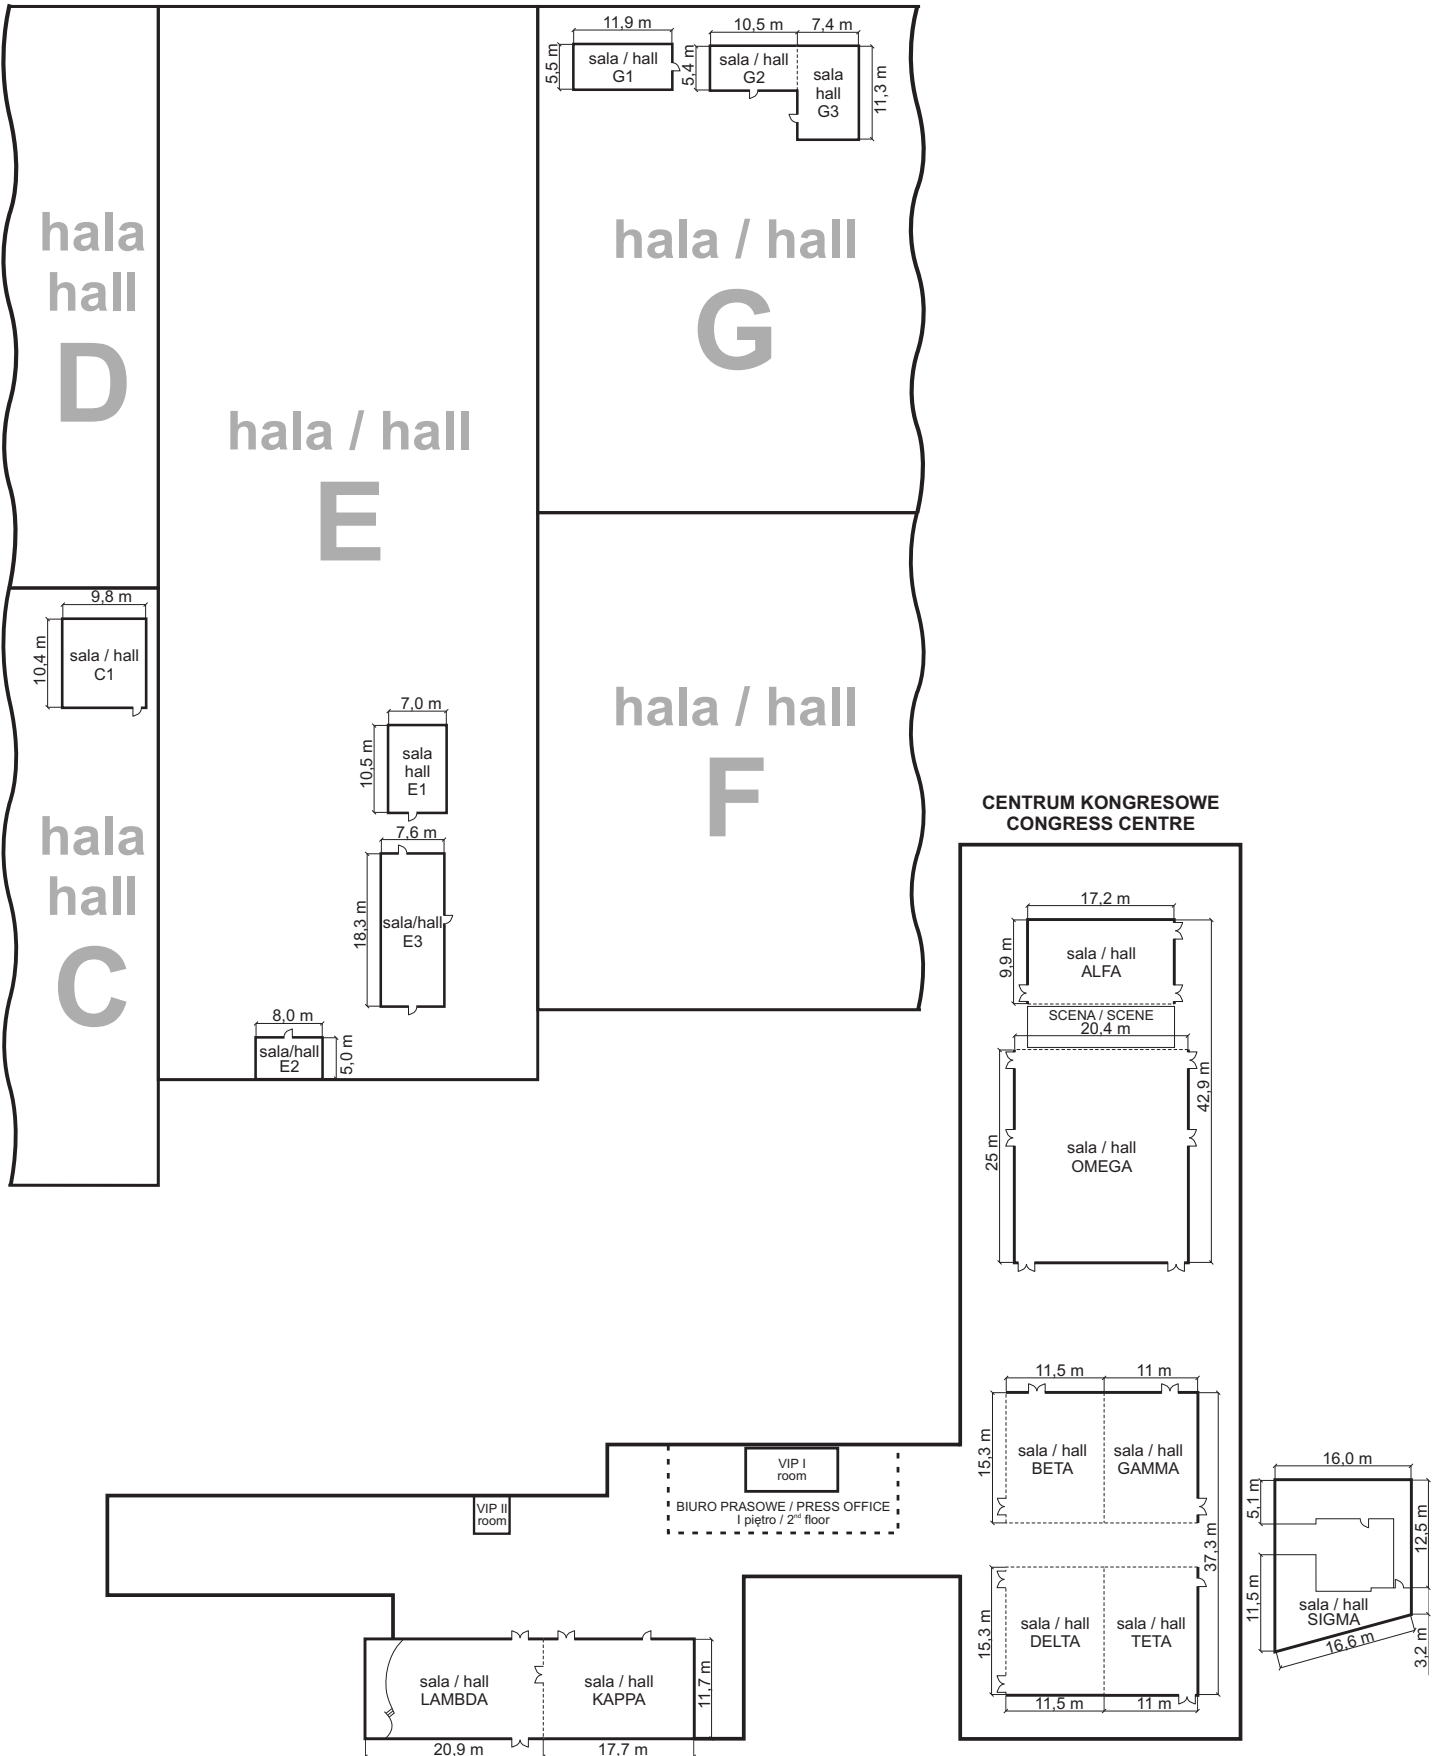 11,9 m
5,5 m
sala / hall
G1
10,5 m
7,4 m
5,4 m
sala / hall
G2
sala
hall
G3
11,3 m
hala
hall
D
hala / hall
G
hala / hall
E
9,8 m
10,4 m
sala / hall
C1
7,0 m
10,5 m
sala
hall
E1
hala / hall
F
7,6 m
18,3 m
sala/hall
E3
hala
hall
C
8,0 m
sala/hall
E2
5,0 m
CENTRUM KONGRESOWE
CONGRESS CENTRE
17,2 m
9,9 m
sala / hall
ALFA
SCENA / SCENE
20,4 m
42,9 m
25 m
sala / hall
OMEGA
11,5 m
11 m
15,3 m
sala / hall
BETA
sala / hall
GAMMA
37,3 m
VIP I
room
BIURO PRASOWE / PRESS OFFICE
I piętro / 2nd floor
VIP II
room
16,0 m
5,1 m
12,5 m
11,5 m
sala / hall
SIGMA
16,6 m
3,2 m
15,3 m
sala / hall
DELTA
sala / hall
TETA
11,5 m
11 m
sala / hall
LAMBDA
sala / hall
KAPPA
11,7 m
20,9 m
17,7 m